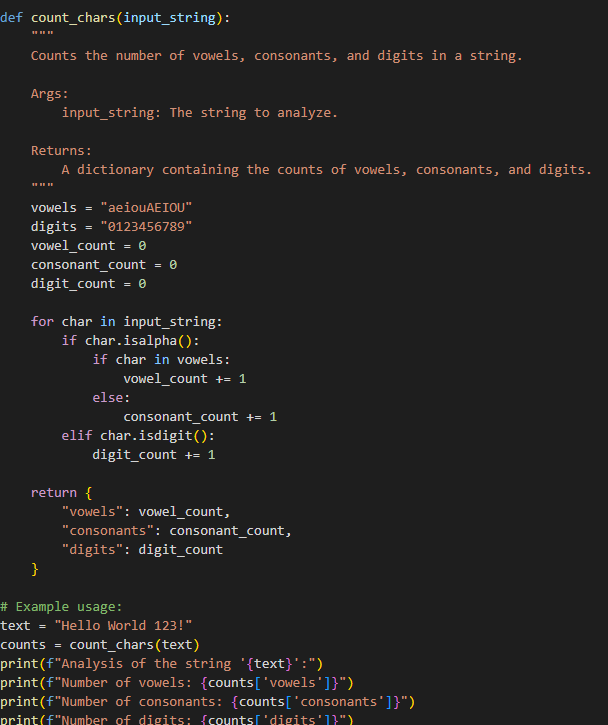 def count_chars(input_string):
    """
    Counts the number of vowels, consonants, and digits in a string.

    Args:
        input_string: The string to analyze.

    Returns:
        A dictionary containing the counts of vowels, consonants, and digits.
    """
    vowels = "aeiouAEIOU"
    digits = "0123456789"
    vowel_count = 0
    consonant_count = 0
    digit_count = 0

    for char in input_string:
        if char.isalpha():
            if char in vowels:
                vowel_count += 1
            else:
                consonant_count += 1
        elif char.isdigit():
            digit_count += 1

    return {
        "vowels": vowel_count,
        "consonants": consonant_count,
        "digits": digit_count
    }

# Example usage:
text = "Hello World 123!"
counts = count_chars(text)
print(f"Analysis of the string '{text}':")
print(f"Number of vowels: {counts['vowels']}")
print(f"Number of consonants: {counts['consonants']}")
print(f"Number of digits: {counts['digits']}")